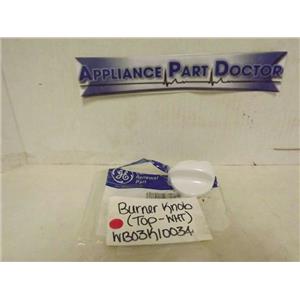 APPLIANCE PART DOCTOR
GE
Renewal
Part
Burner Knob
(Top-WHT)
WB03K10034